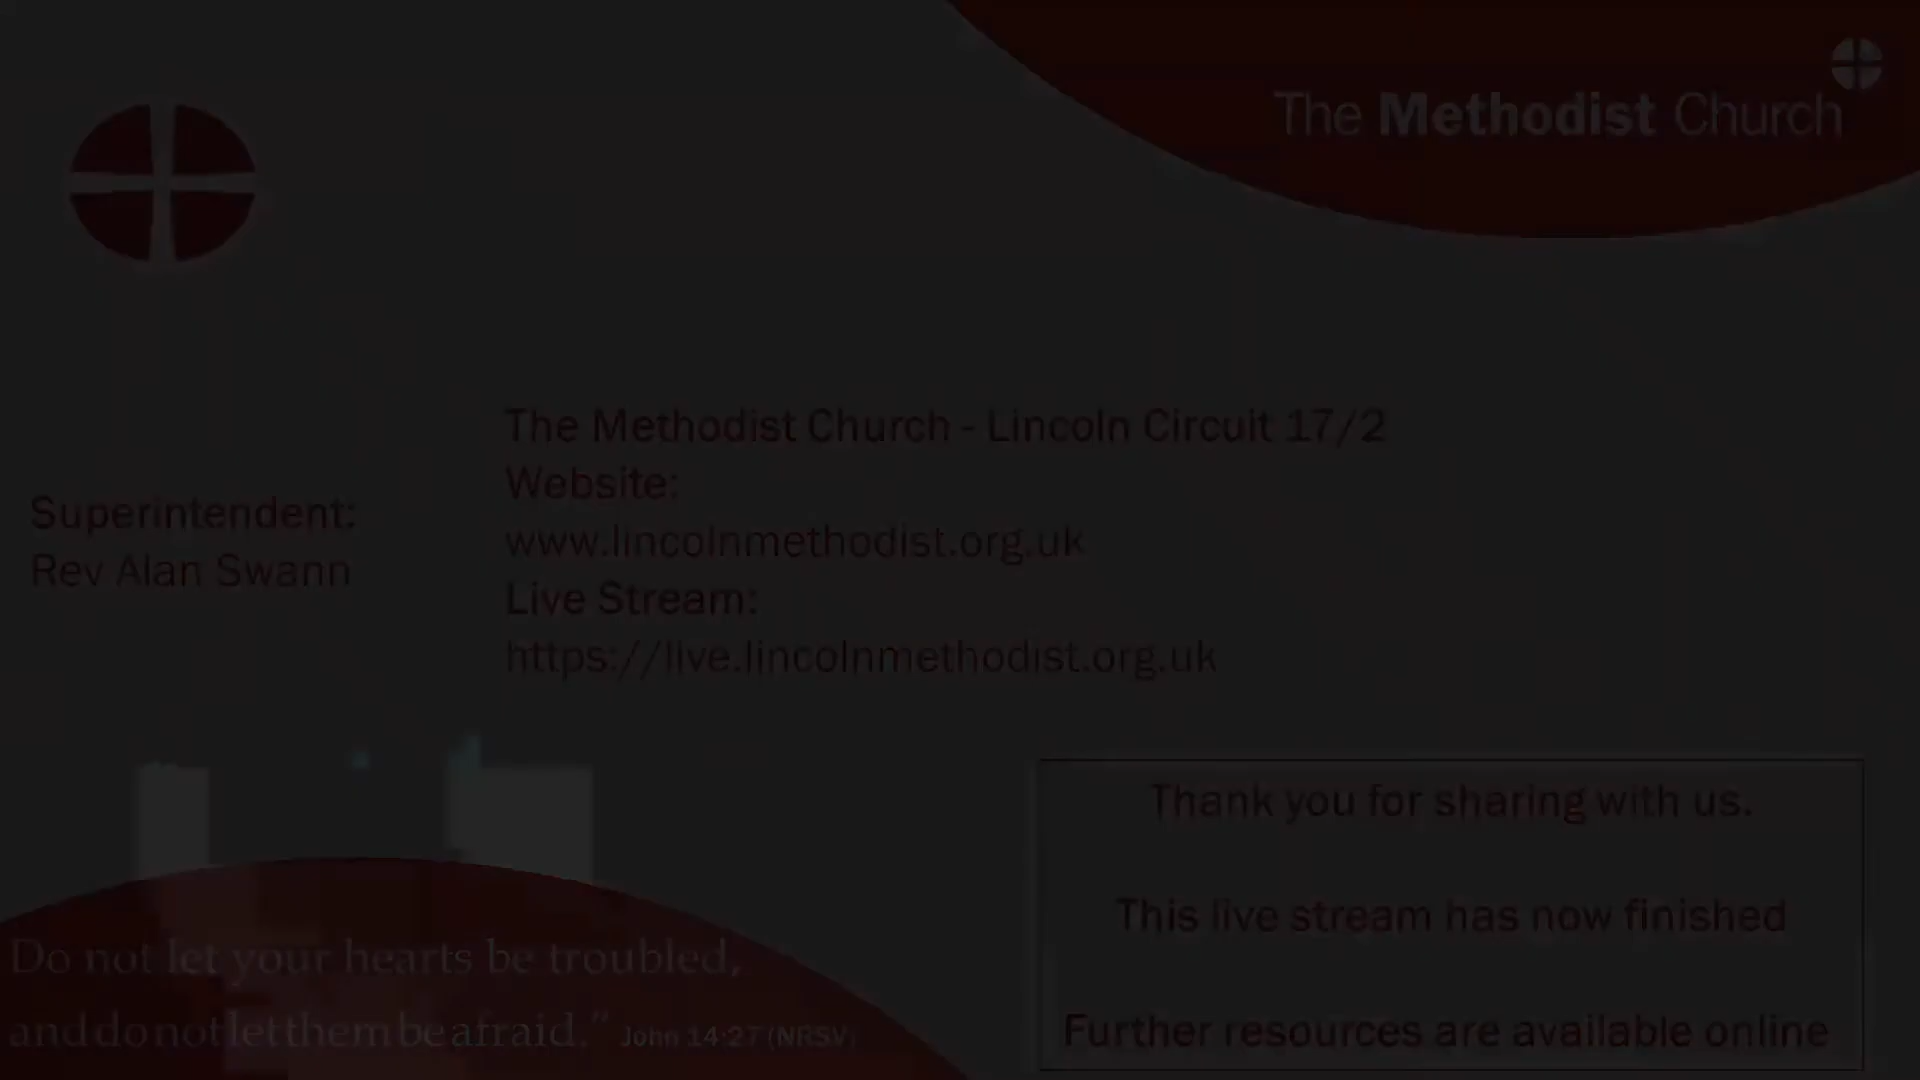 The Methodist Church
The Methodist Church - Lincoln Circuit 17/2
Website:
www.lincolnmethodist.org.uk
Live Stream:
https://live.lincolnmethodist.org.uk
Superintendent:
Rev Alan Swann
Thank you for sharing with us.
This live stream has now finished
Further resources are available online
Do not let your hearts be troubled,
and do not let them be afraid.” John 14:27 (NRSV)